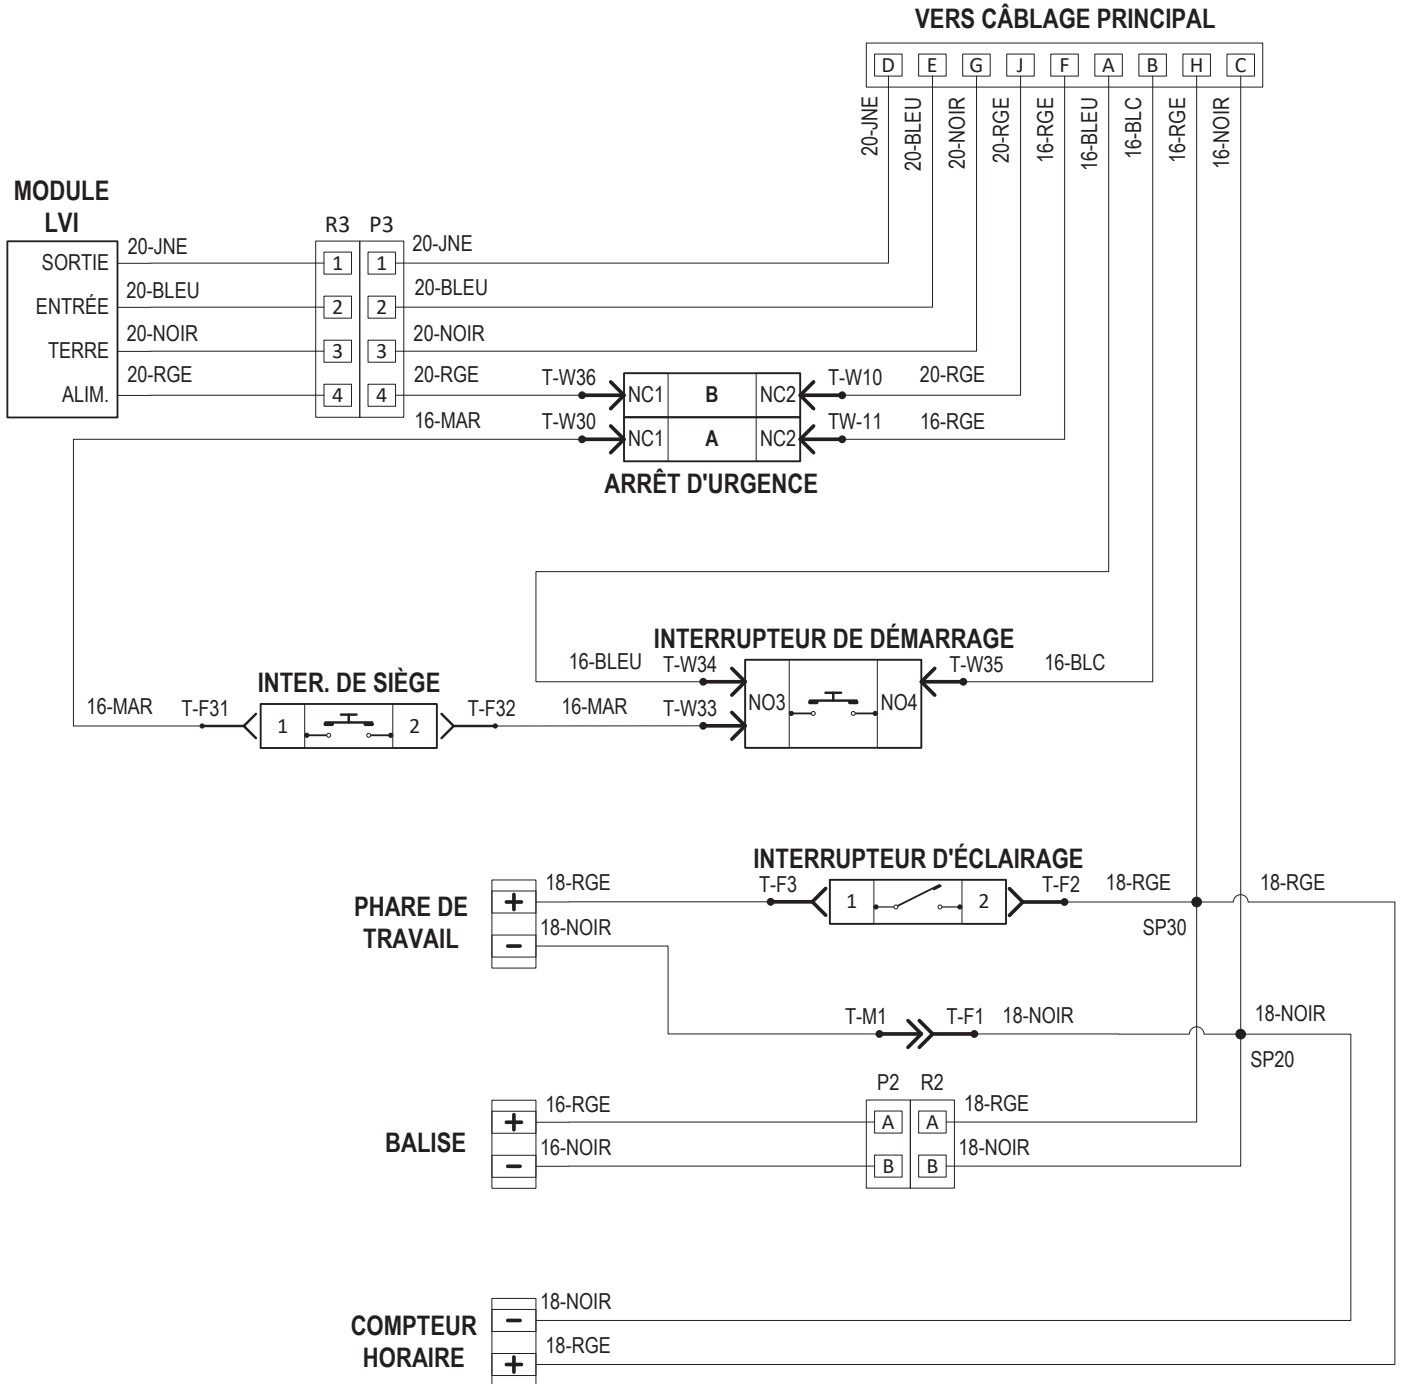 VERS CÂBLAGE PRINCIPAL
D E G J F A B H C
20-JNE
20-BLEU
20-NOIR
20-RGE
16-RGE
16-BLEU
16-BLC
16-RGE
16-NOIR
MODULE
LVI
R3 P3
SORTIE 20-JNE 1 1 20-JNE
ENTRÉE 20-BLEU 2 2 20-BLEU
TERRE 20-NOIR 3 3 20-NOIR
ALIM. 20-RGE 4 4 20-RGE T-W36 NC1 B NC2 T-W10 20-RGE
16-MAR T-W30 NC1 A NC2 TW-11 16-RGE
ARRÊT D'URGENCE
INTERRUPTEUR DE DÉMARRAGE
16-BLEU T-W34 T-W35 16-BLC
INTER. DE SIÈGE
16-MAR T-F31 1 2 T-F32 16-MAR T-W33 NO3 NO4
INTERRUPTEUR D'ÉCLAIRAGE
PHARE DE
TRAVAIL
+ 18-RGE T-F3 1 2 T-F2 18-RGE 18-RGE
SP30
- 18-NOIR
T-M1 T-F1 18-NOIR 18-NOIR
SP20
P2 R2
BALISE
+ 16-RGE A A 18-RGE
- 16-NOIR B B 18-NOIR
COMPTEUR
HORAIRE
- 18-NOIR
+ 18-RGE